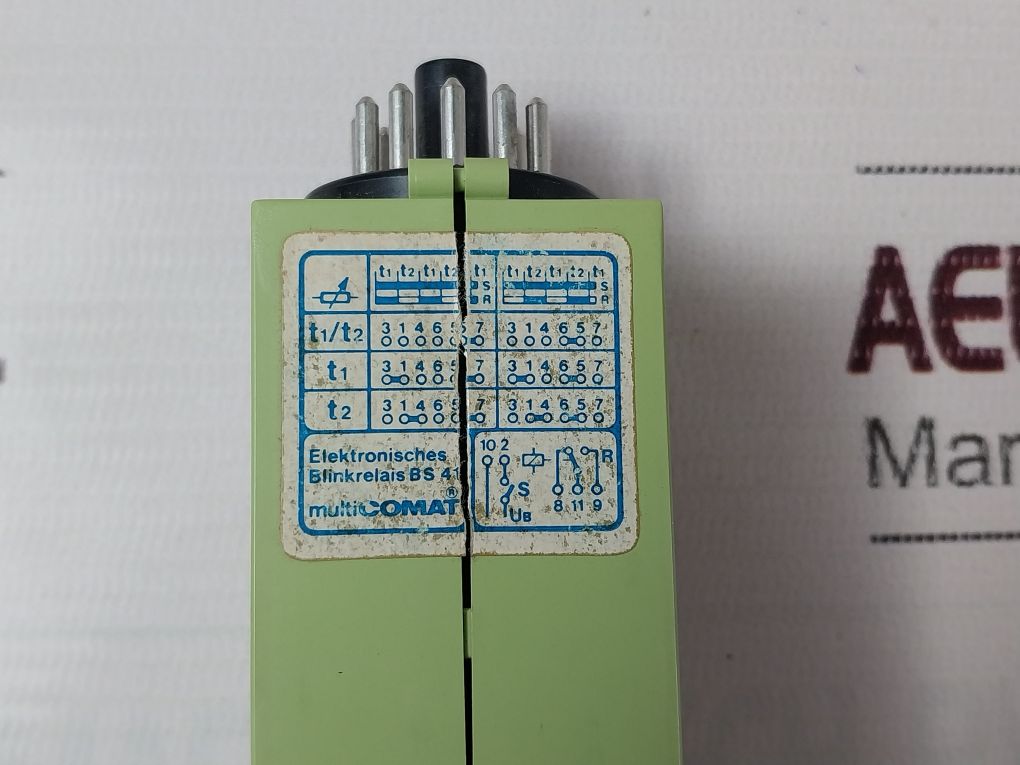 t1 t2 t1 t2 t1 t1 t2 t1 t2 t1
S S
R R
t1/t2 3 1 4 6 5 7 3 1 4 6 5 7
t1 3 1 4 6 5 7 3 1 4 6 5 7
t2 3 1 4 6 5 7 3 1 4 6 5 7
Elektronisches
Blinkrelais BS 41
multiCOMAT®
10 2 R
S
UB 8 11 9
AE
Mar